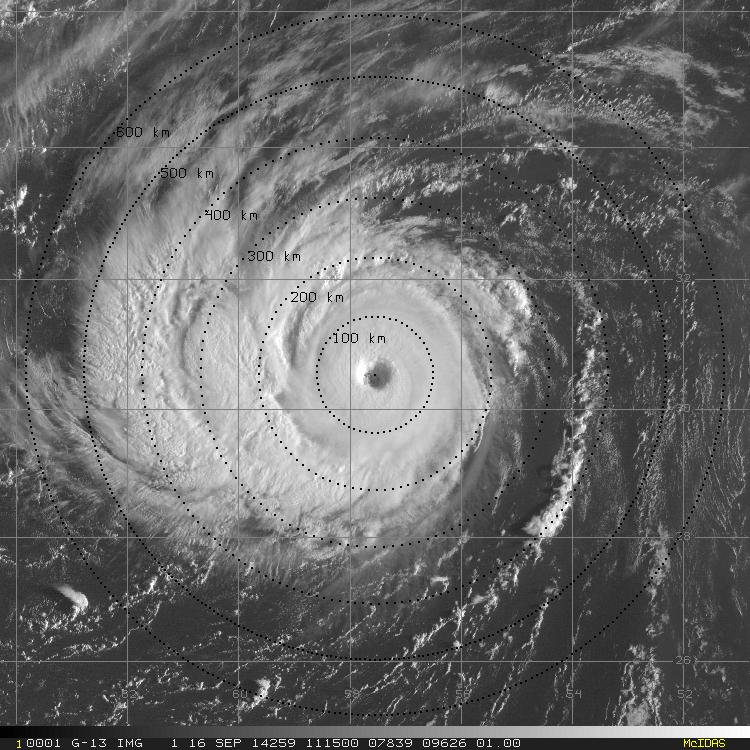 600 km
500 km
400 km
300 km
200 km
100 km
32
30
28
26
62 60 58 56 54 52
1 0001 G-13 IMG 1 16 SEP 14259 111500 07839 09626 01.00 McIDAS